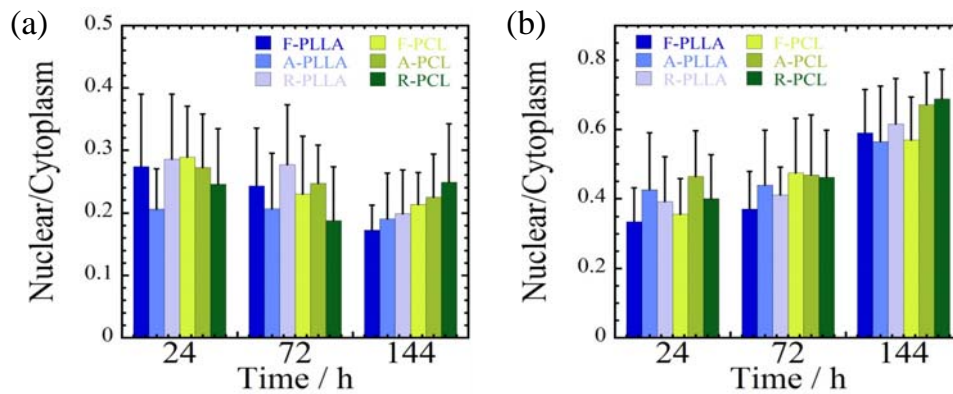 (a)
Nuclear/Cytoplasm
0.5
0.4
0.3
0.2
0.1
0
F-PLLA F-PCL
A-PLLA A-PCL
R-PLLA R-PCL
24 72 144
Time / h
(b)
Nuclear/Cytoplasm
0.8
0.6
0.4
0.2
0
F-PLLA F-PCL
A-PLLA A-PCL
R-PLLA R-PCL
24 72 144
Time / h